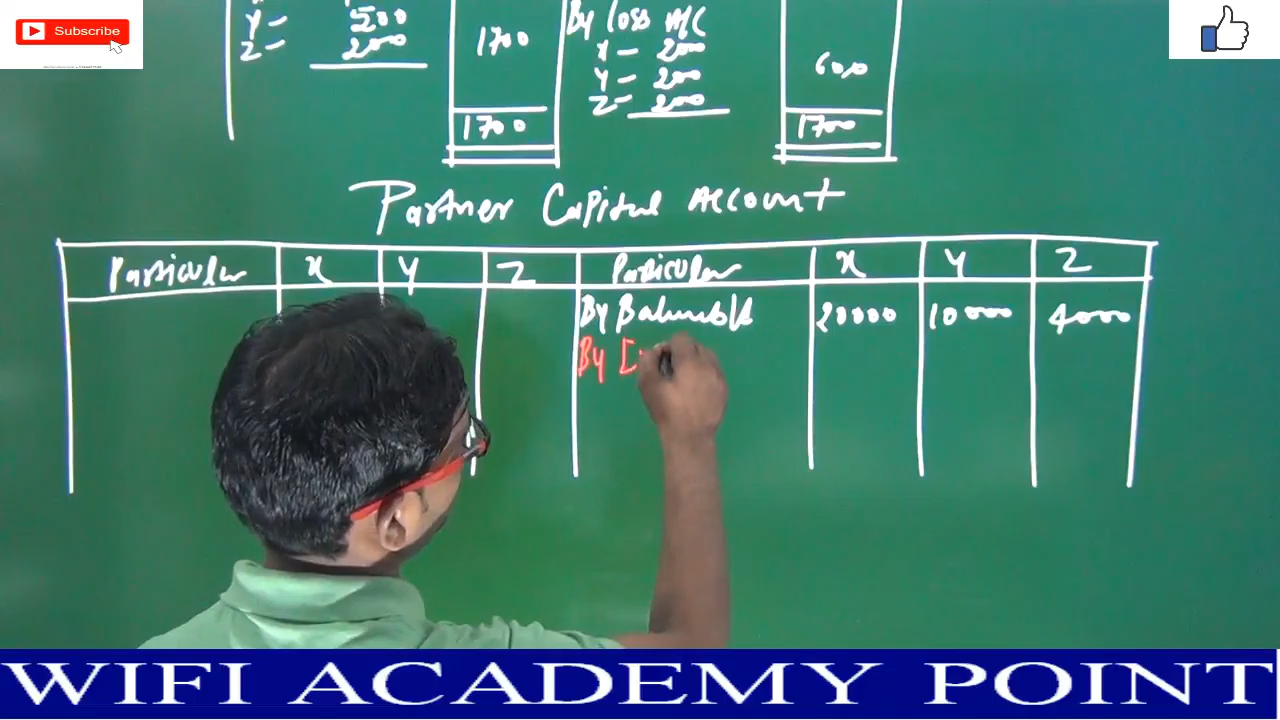 Subscribe
Y - 500
Z - 2000
1700
1700
By Loss A/C
X - 2000
Y - 200
Z - 200
600
1700
Partner Capital Account
Particular X Y Z Particular X Y Z
By Balance b/d 20000 10000 4000
By
WIFI ACADEMY POINT